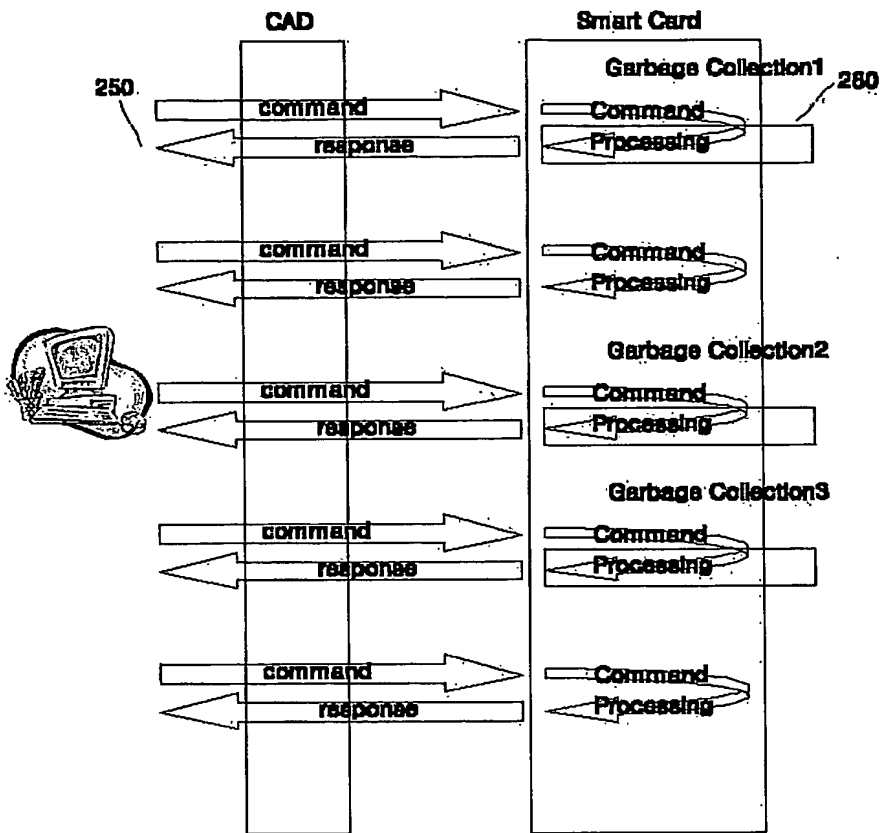 CAD Smart Card
Garbage Collection1
250 260
command Command
response Processing
command Command
response Processing
Garbage Collection2
command Command
response Processing
Garbage Collection3
command Command
response Processing
command Command
response Processing